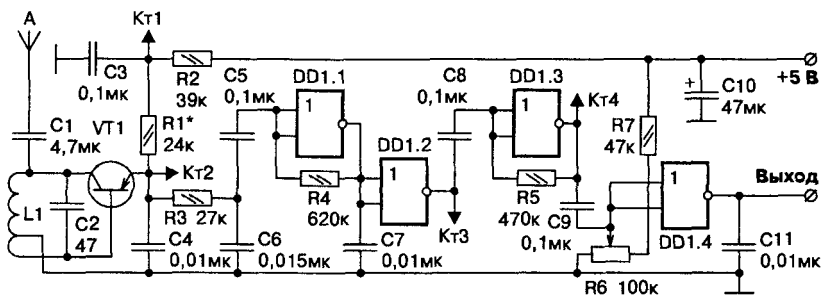 А
Кт1
C3
0,1мк
R2
39к
C5
0,1мк
DD1.1
1
C8
0,1мк
DD1.3
1
Кт4
+
C10
47мк
+5 В
C1
4,7мк
VT1
R1*
24к
DD1.2
1
R7
47к
1
DD1.4
Кт2
R4
620к
R5
470к
C9
0,1мк
Выход
L1
C2
47
R3 27к
Кт3
C4
0,01мк
C6
0,015мк
C7
0,01мк
R6 100к
C11
0,01мк